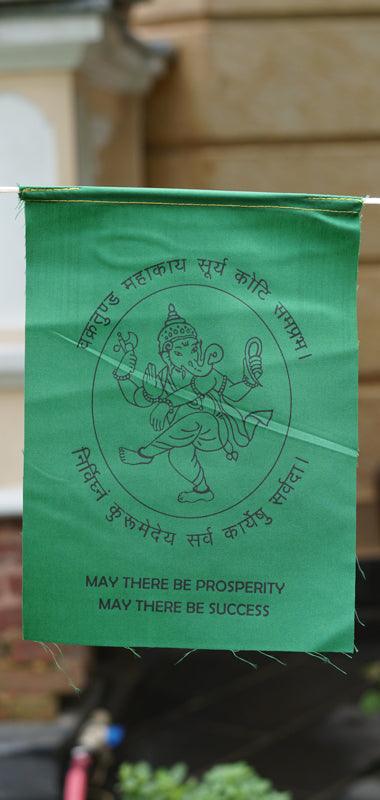 वक्रतुण्ड महाकाय सूर्य कोटि समप्रभ।
निर्विघ्नं कुरूमेदेय सर्व कार्येषु सर्वदा।
MAY THERE BE PROSPERITY
MAY THERE BE SUCCESS